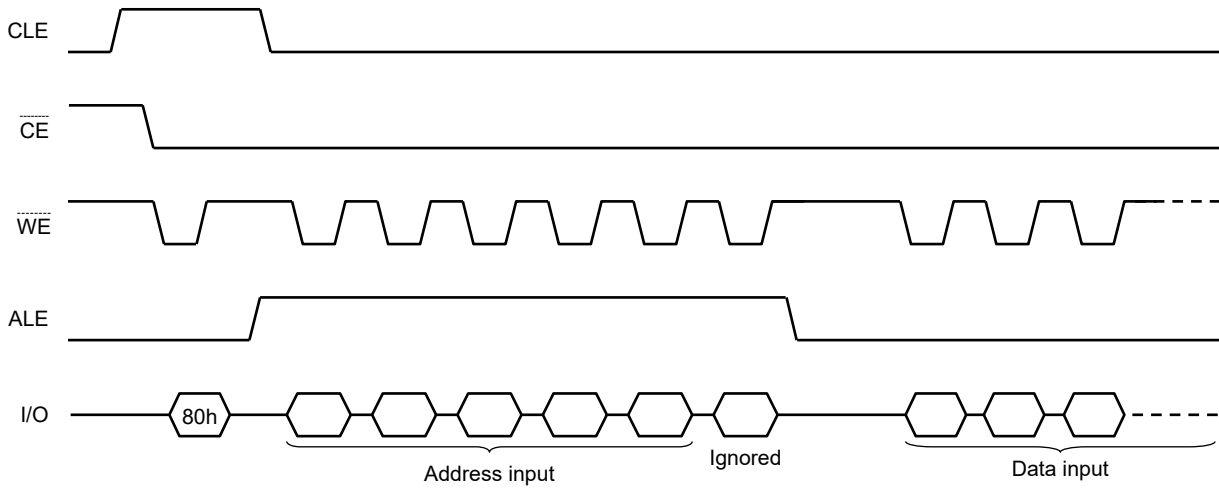 CLE
CE
WE
ALE
I/O
80h
Address input
Ignored
Data input